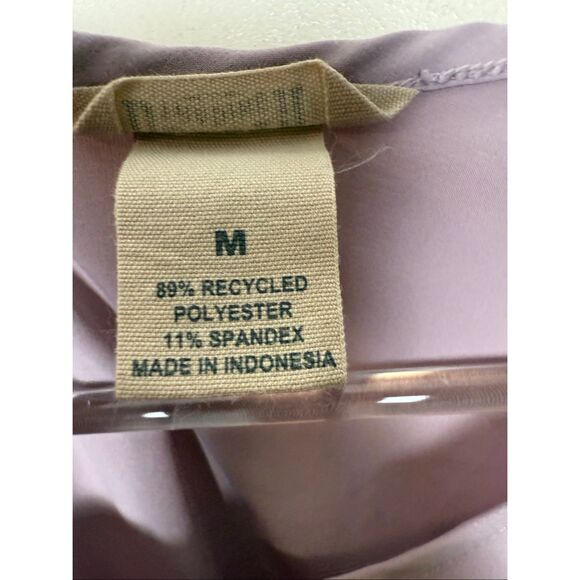 M
89% RECYCLED
POLYESTER
11% SPANDEX
MADE IN INDONESIA